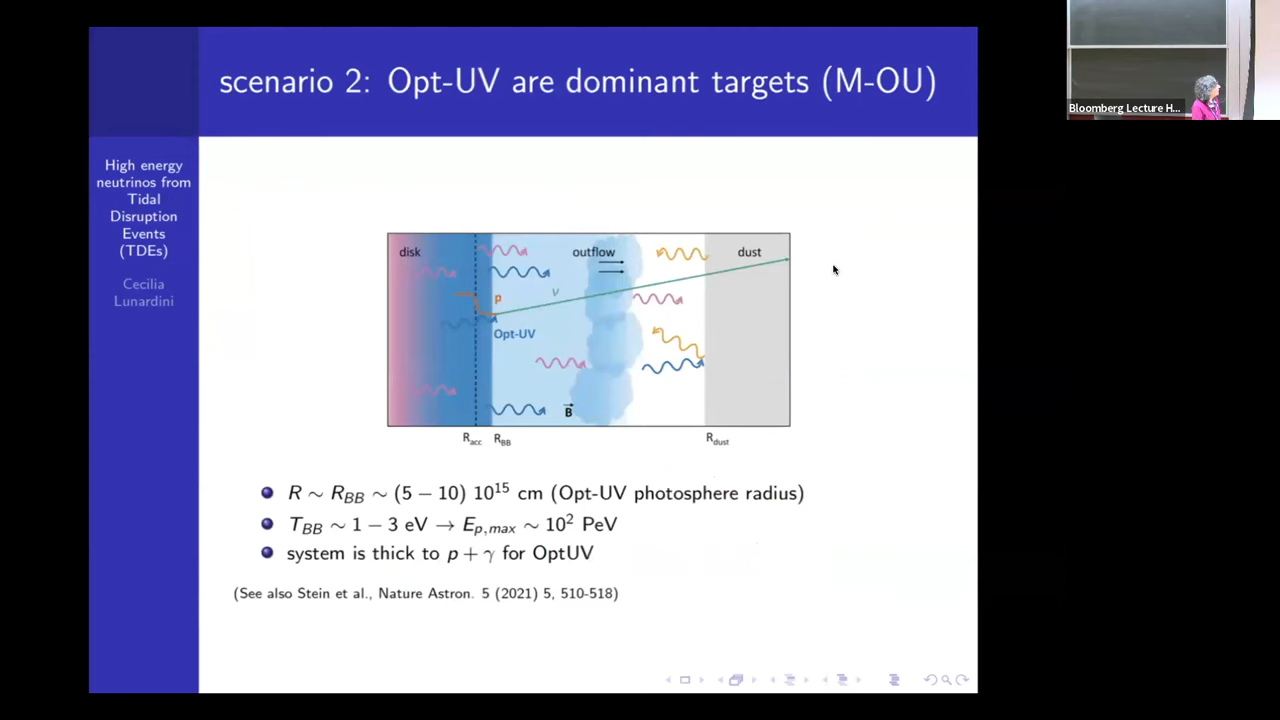 scenario 2: Opt-UV are dominant targets (M-OU)
High energy
neutrinos from
Tidal
Disruption
Events
(TDEs)
Cecilia
Lunardini
disk
outflow
dust
p
ν
Opt-UV
B⃗
R_acc R_BB
R_dust
R ∼ R_BB ∼ (5 − 10) 10^15 cm (Opt-UV photosphere radius)
T_BB ∼ 1 − 3 eV → E_p,max ∼ 10^2 PeV
system is thick to p + γ for OptUV
(See also Stein et al., Nature Astron. 5 (2021) 5, 510-518)
Bloomberg Lecture H...